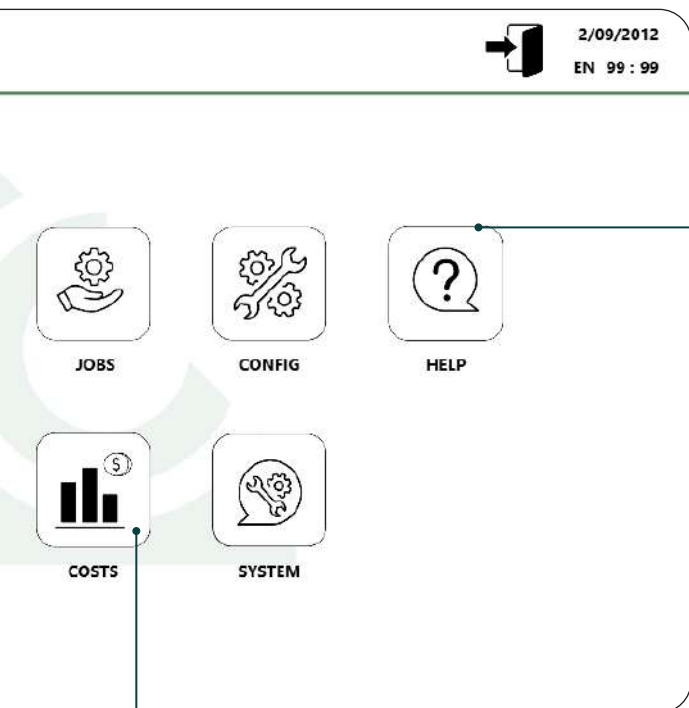 2/09/2012
EN 99 : 99
?
JOBS
CONFIG
HELP
$
COSTS
SYSTEM